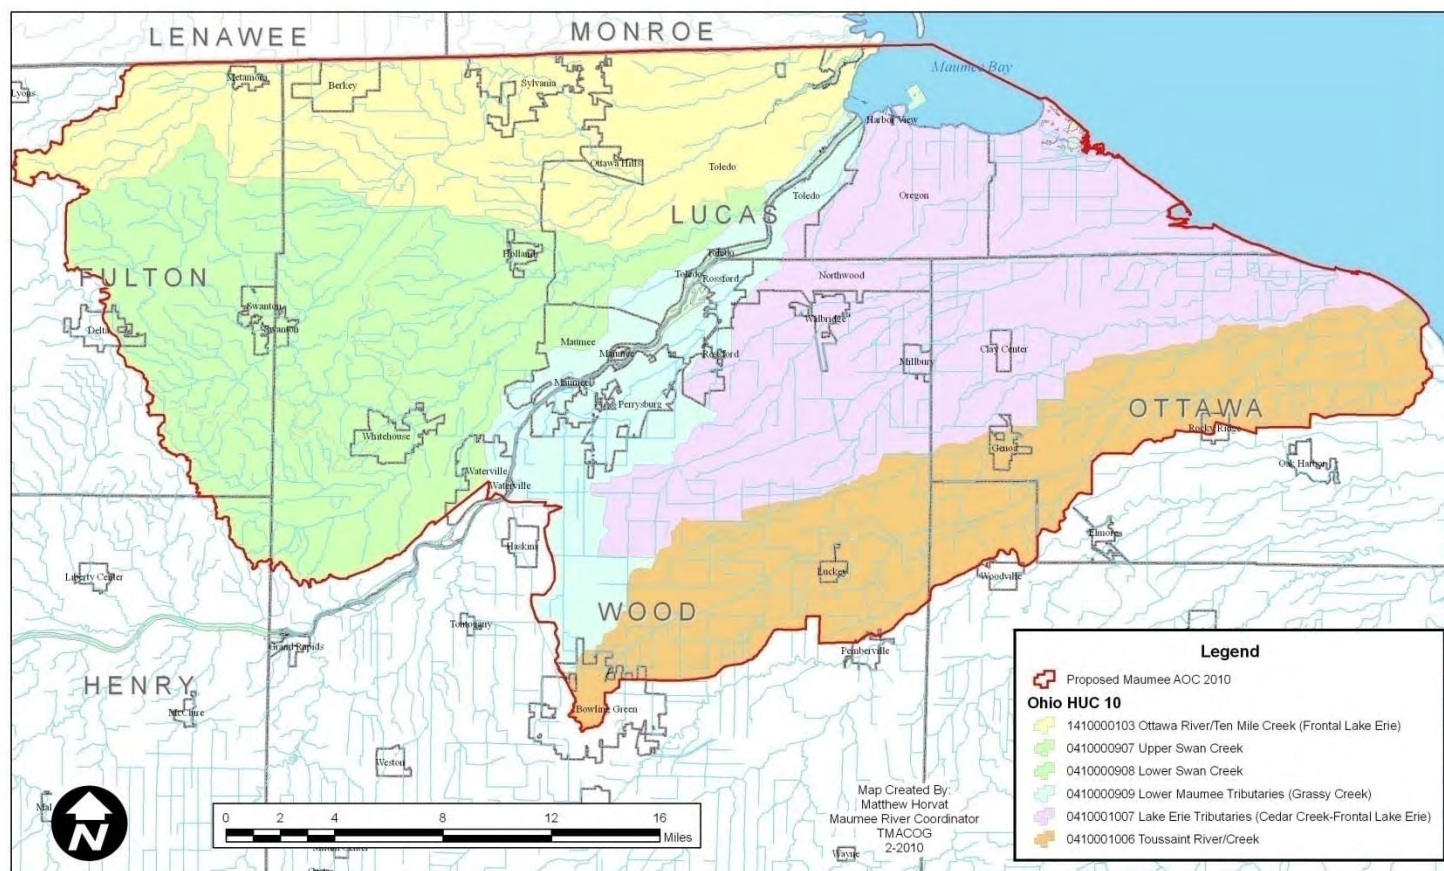 LENAWEE
MONROE
Maumee Bay
Lyons
Metamora
Berkey
Sylvania
Harbor View
Ottawa Hills
Toledo
Toledo
Oregon
LUCAS
Holland
Toledo
FULTON
Toledo
Rossford
Northwood
Swanton
Swanton
Delta
Walbridge
Maumee
Maumee
Rossford
Millbury
Clay Center
Maumee
Perrysburg
OTTAWA
Whitehouse
Rocky Ridge
Genoa
Oak Harbor
Waterville
Waterville
Haskins
Elmore
Liberty Center
Luckey
Woodville
WOOD
Tontogany
Grand Rapids
Pemberville
HENRY
McClure
Bowling Green
Weston
Wayne
N
0 2 4 8 12 16
Miles
Map Created By:
Matthew Horvat
Maumee River Coordinator
TMACOG
2-2010
Legend
Proposed Maumee AOC 2010
Ohio HUC 10
1410000103 Ottawa River/Ten Mile Creek (Frontal Lake Erie)
0410000907 Upper Swan Creek
0410000908 Lower Swan Creek
0410000909 Lower Maumee Tributaries (Grassy Creek)
0410001007 Lake Erie Tributaries (Cedar Creek-Frontal Lake Erie)
0410001006 Toussaint River/Creek